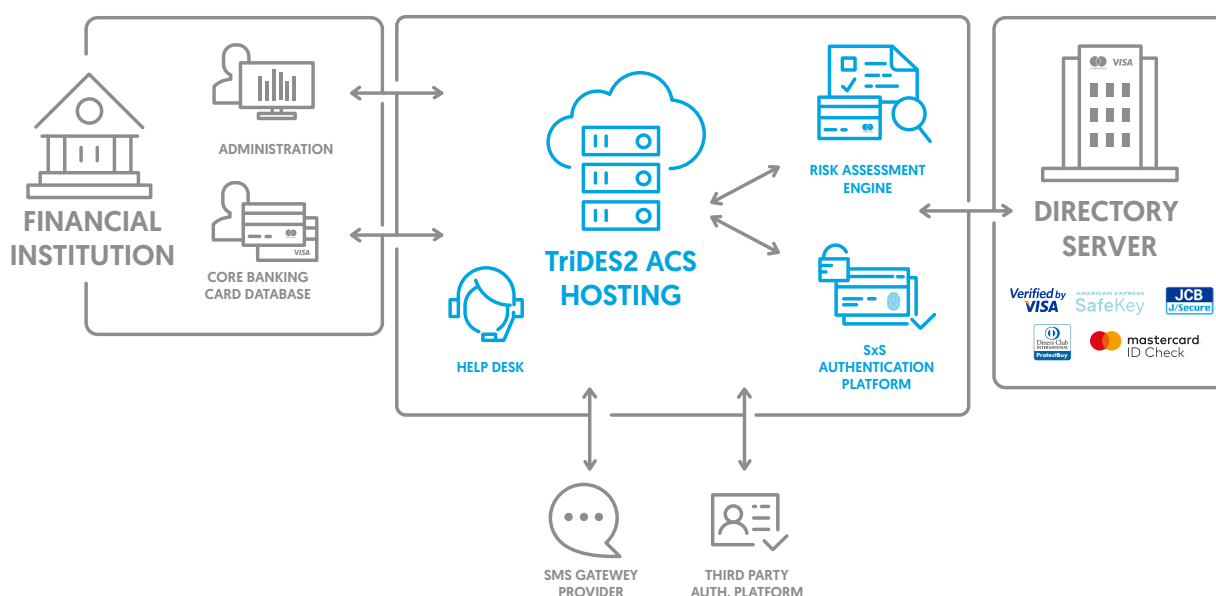 ADMINISTRATION
FINANCIAL
INSTITUTION
CORE BANKING
CARD DATABASE
VISA
TriDES2 ACS
HOSTING
HELP DESK
RISK ASSESSMENT
ENGINE
SxS
AUTHENTICATION
PLATFORM
VISA
DIRECTORY
SERVER
Verified by
VISA
AMERICAN EXPRESS
SafeKey
JCB
J/Secure
Diners Club
INTERNATIONAL
ProtectBuy
mastercard
ID Check
SMS GATEWEY
PROVIDER
THIRD PARTY
AUTH. PLATFORM